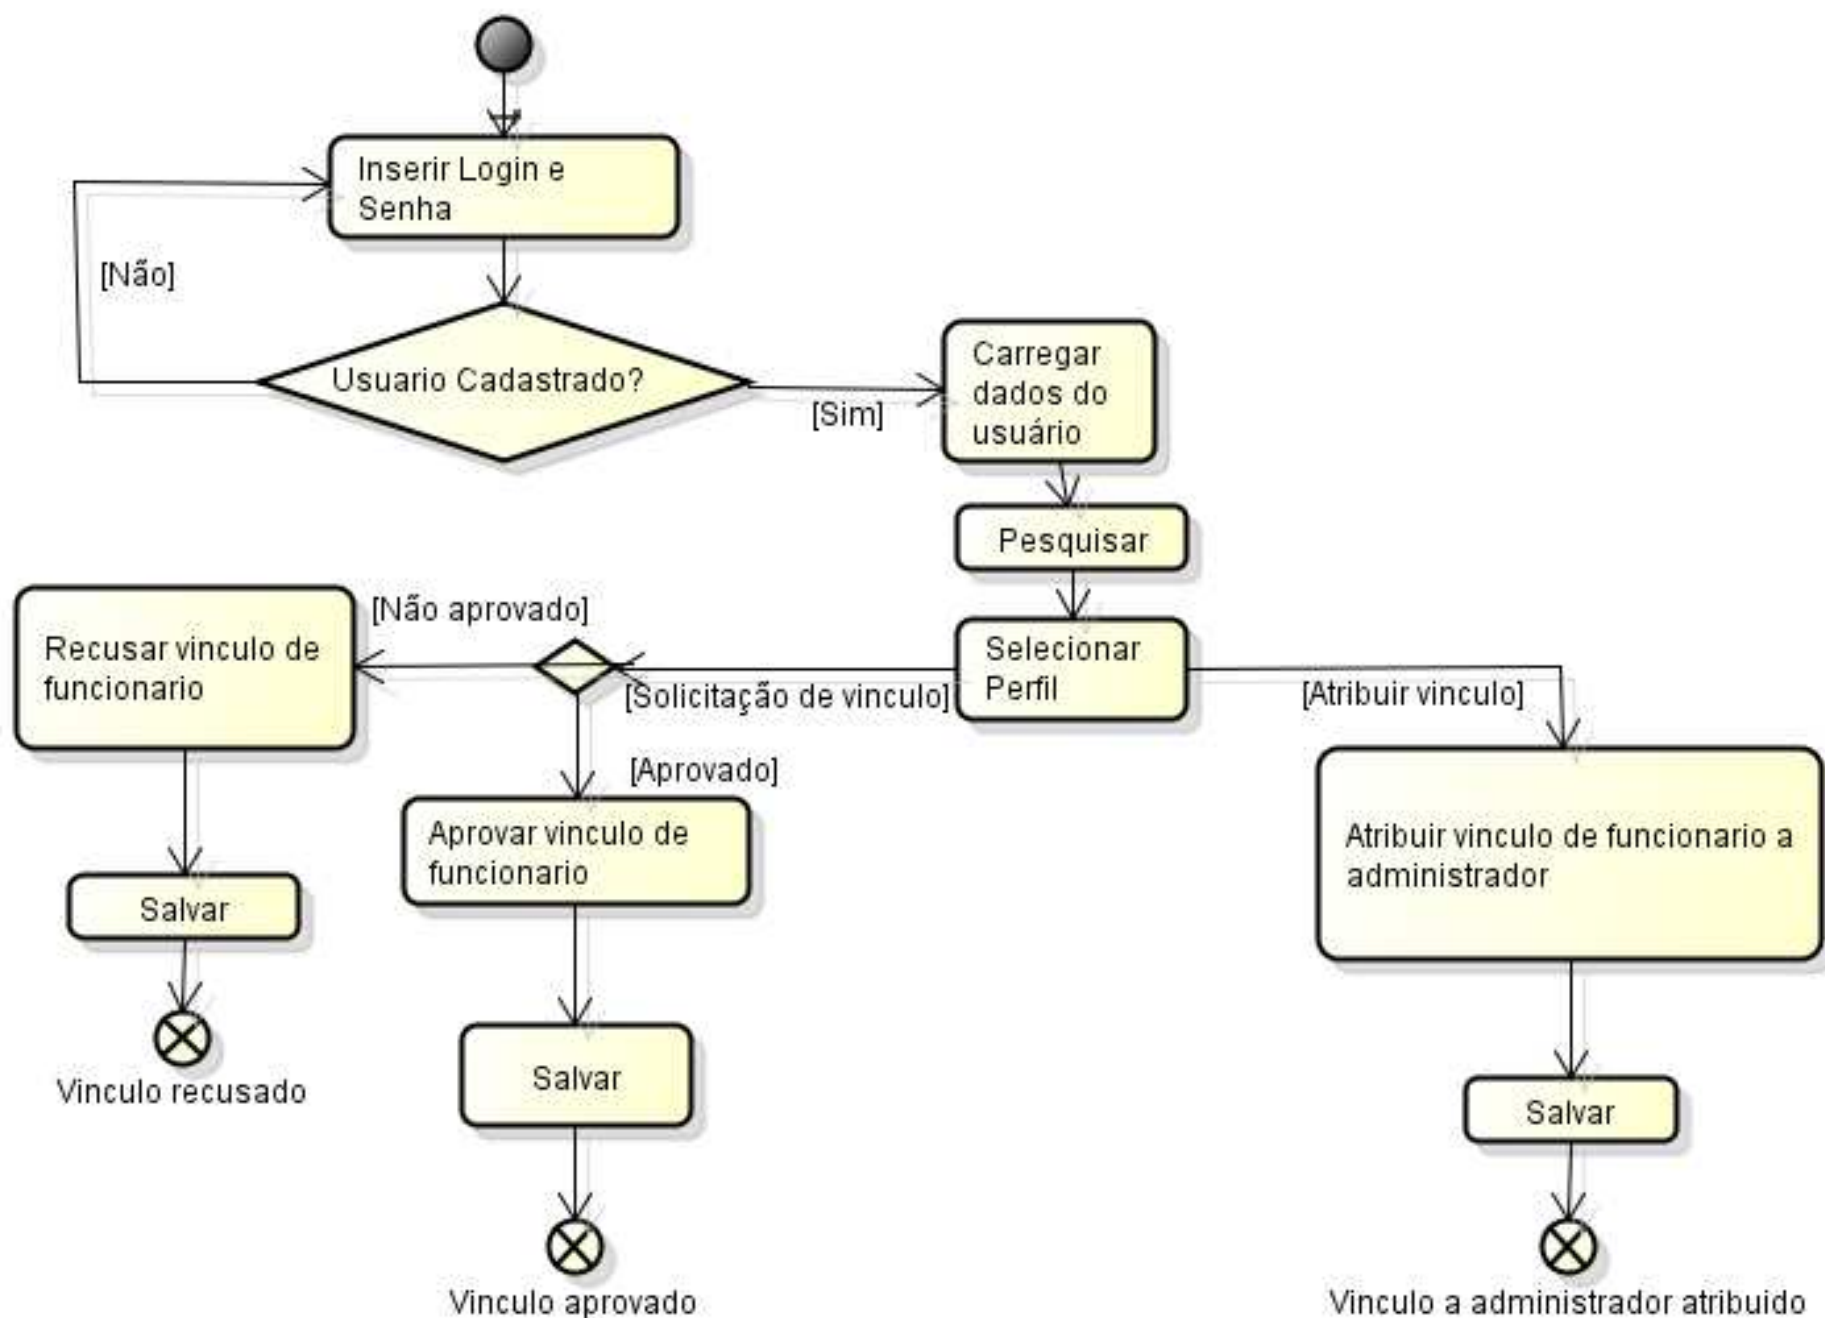 Inserir Login e
Senha
[Não]
Usuario Cadastrado?
[Sim]
Carregar
dados do
usuário
Pesquisar
Selecionar
Perfil
[Não aprovado]
[Solicitação de vinculo]
[Atribuir vinculo]
Recusar vinculo de
funcionario
[Aprovado]
Aprovar vinculo de
funcionario
Atribuir vinculo de funcionario a
administrador
Salvar
Vinculo recusado
Salvar
Vinculo aprovado
Salvar
Vinculo a administrador atribuido